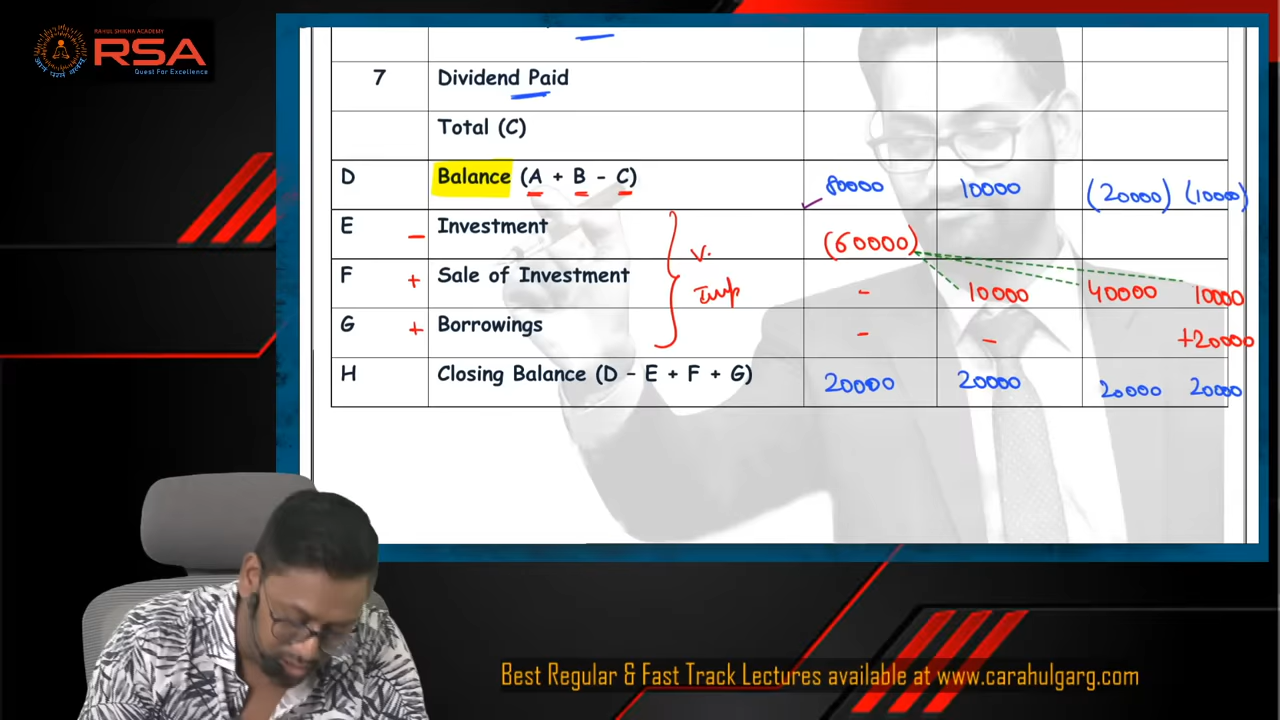 RAHUL SHIKHA ACADEMY
RSA
Quest For Excellence
7 Dividend Paid
Total (C)
D Balance (A + B - C) 80000 10000 (20000) (10000)
E - Investment (60000)
V. Imp
F + Sale of Investment - 10000 40000 10000
G + Borrowings - - +20000
H Closing Balance (D - E + F + G) 20000 20000 20000 20000
Best Regular & Fast Track Lectures available at www.carahulgarg.com